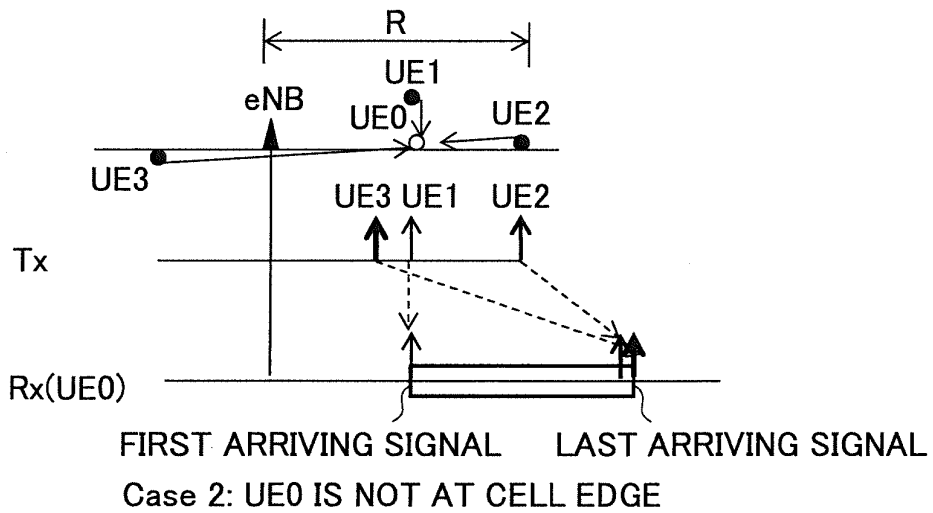 R
UE1
eNB
UE0
UE2
UE3
UE3 UE1 UE2
Tx
Rx(UE0)
FIRST ARRIVING SIGNAL LAST ARRIVING SIGNAL
Case 2: UE0 IS NOT AT CELL EDGE